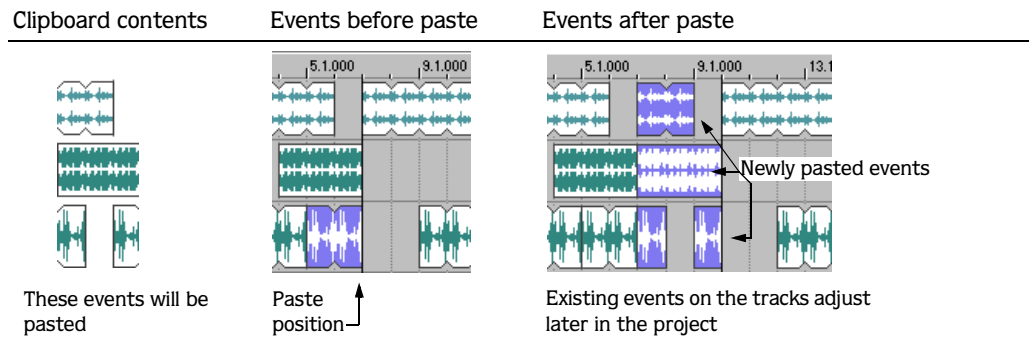 Clipboard contents
Events before paste
Events after paste
5.1.000
9.1.000
5.1.000
9.1.000
13.1
Newly pasted events
These events will be
pasted
Paste
position
Existing events on the tracks adjust
later in the project